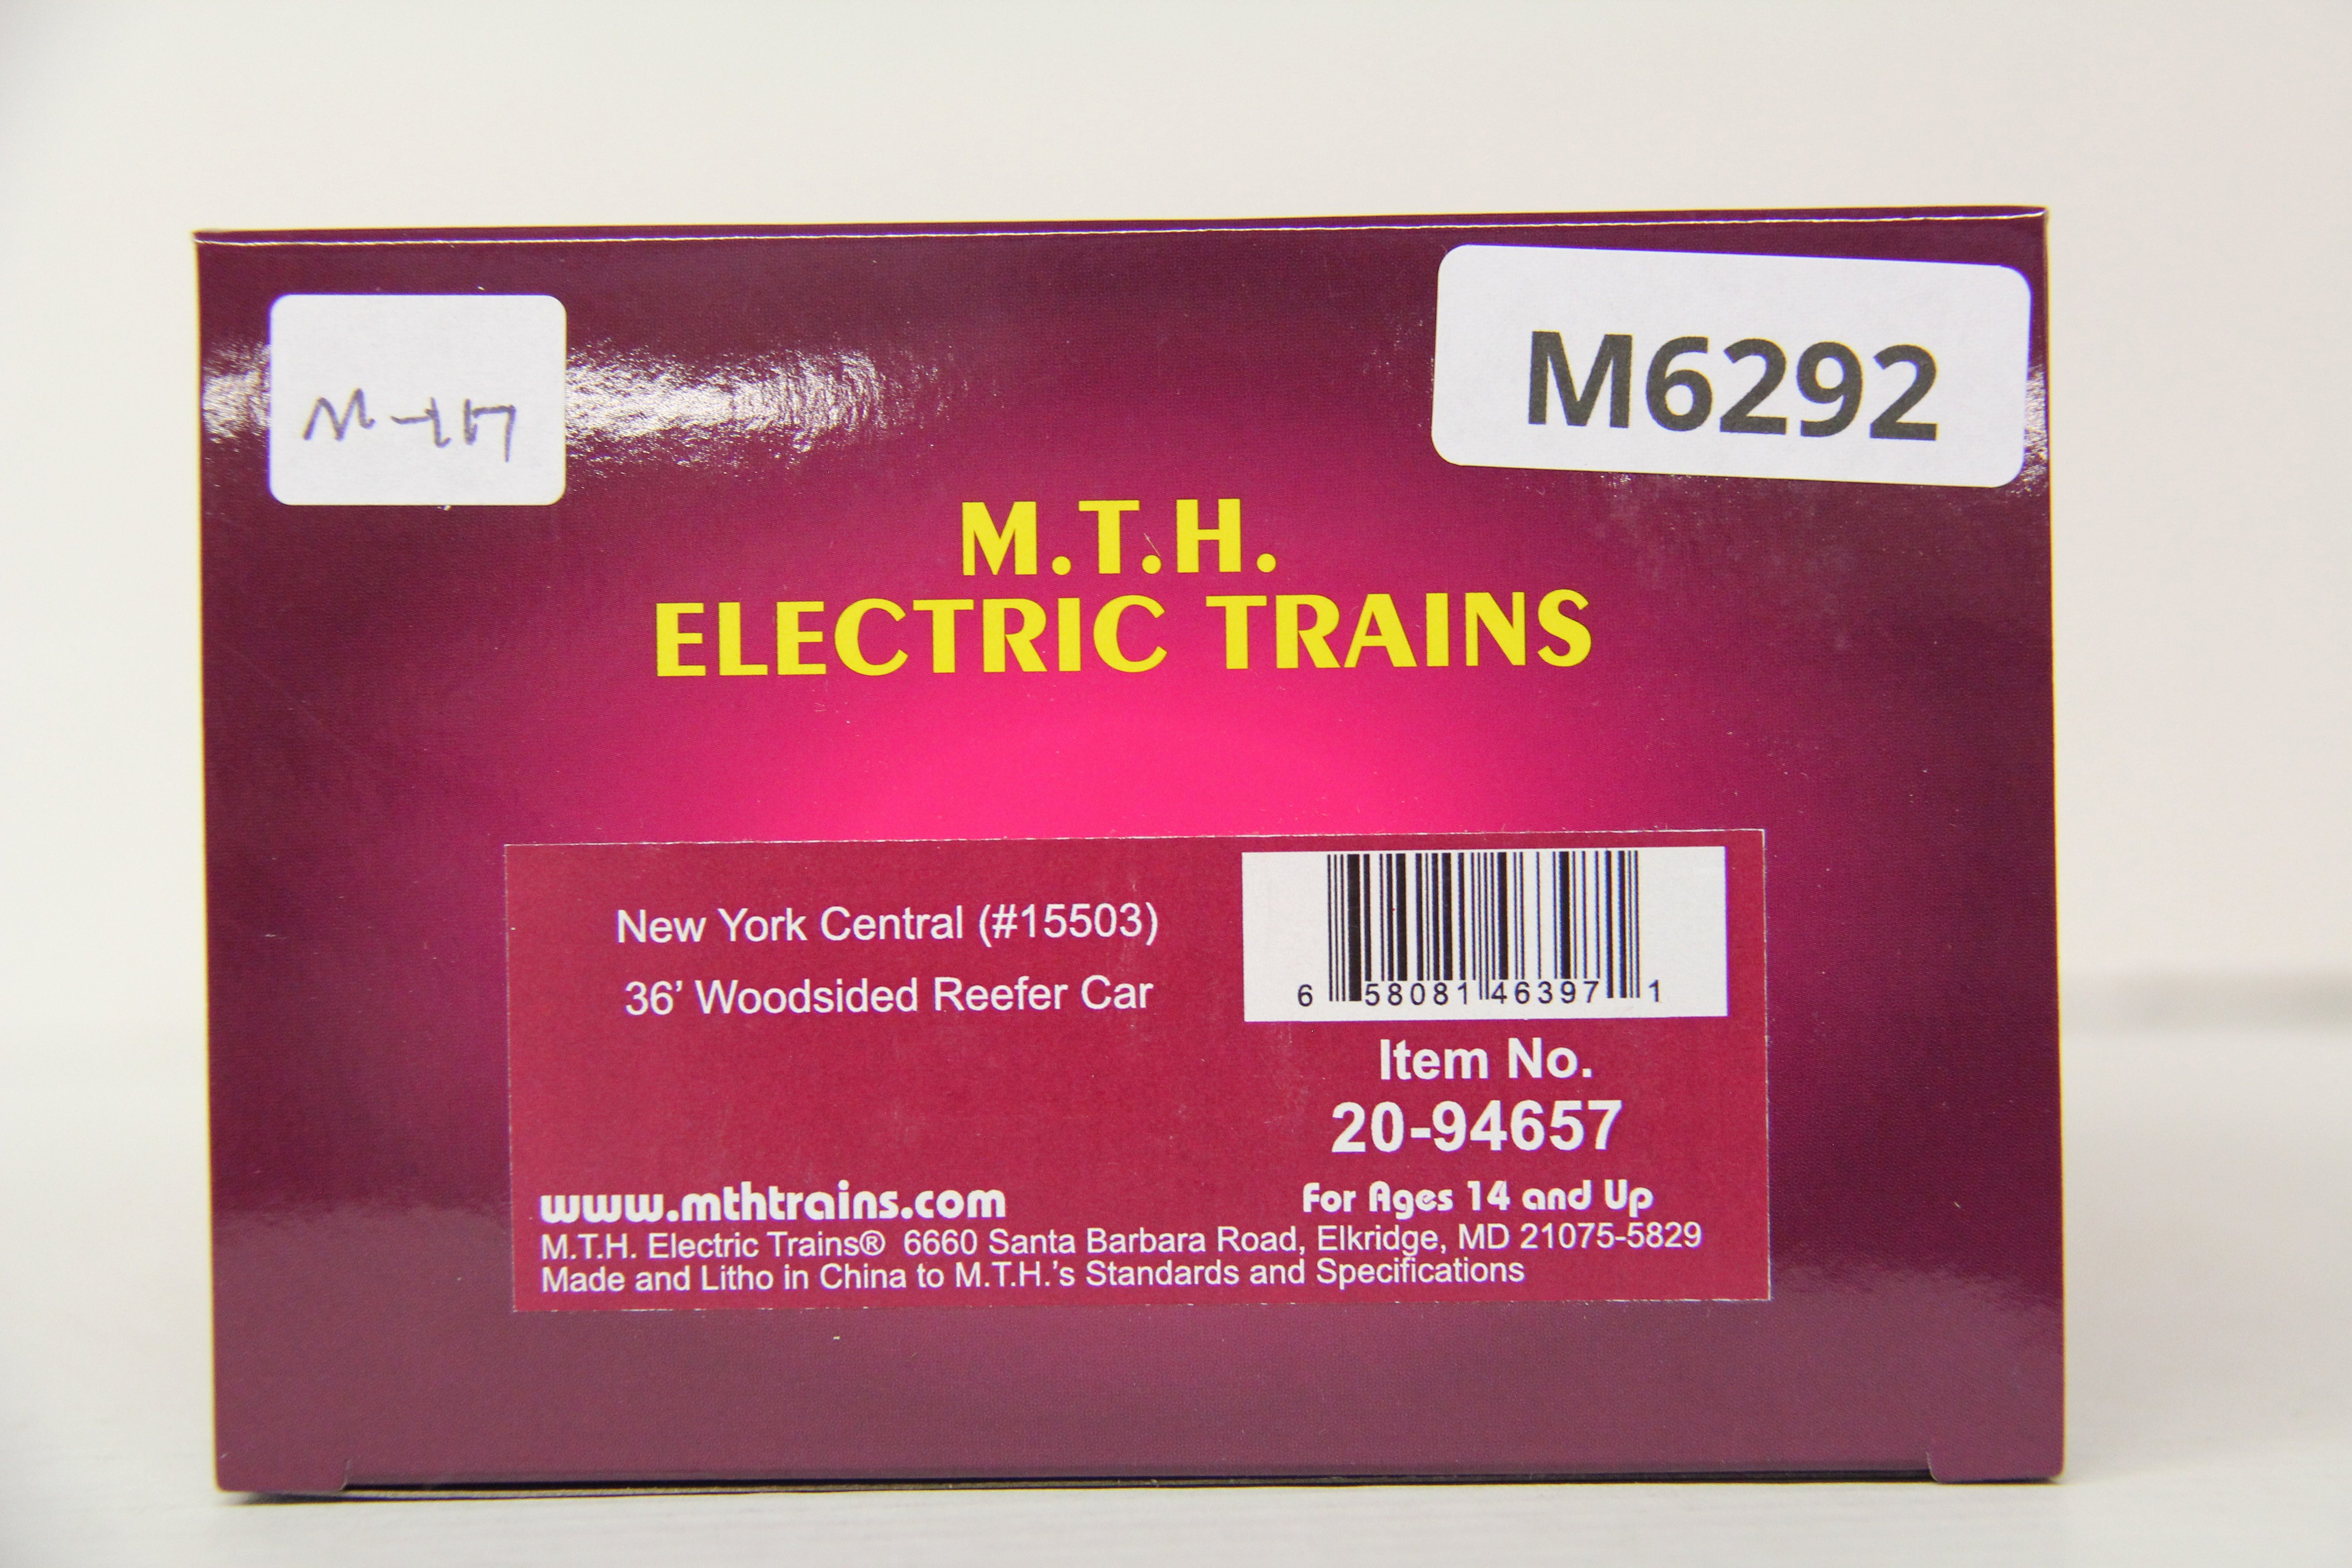 M6292
M.T.H.
ELECTRIC TRAINS
New York Central (#15503)
36' Woodsided Reefer Car
6 58081 46397 1
Item No.
20-94657
www.mthtrains.com
For Ages 14 and Up
M.T.H. Electric Trains® 6660 Santa Barbara Road, Elkridge, MD 21075-5829
Made and Litho in China to M.T.H.'s Standards and Specifications